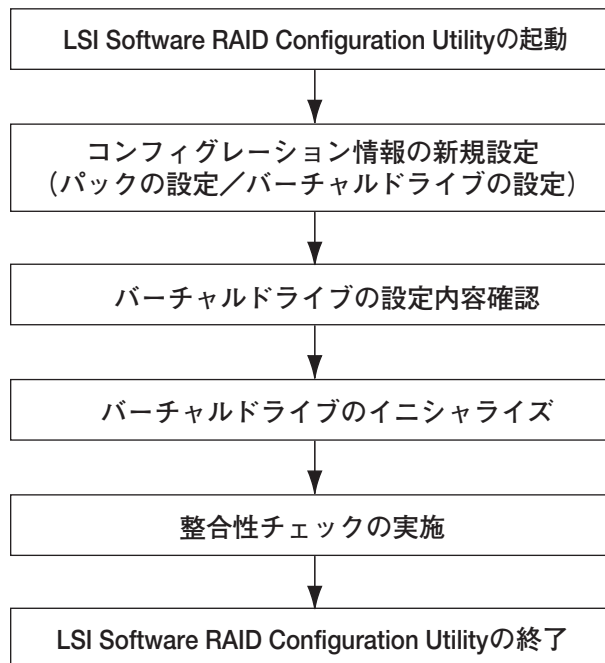 LSI Software RAID Configuration Utilityの起動
コンフィグレーション情報の新規設定
(パックの設定/バーチャルドライブの設定)
バーチャルドライブの設定内容確認
バーチャルドライブのイニシャライズ
整合性チェックの実施
LSI Software RAID Configuration Utilityの終了